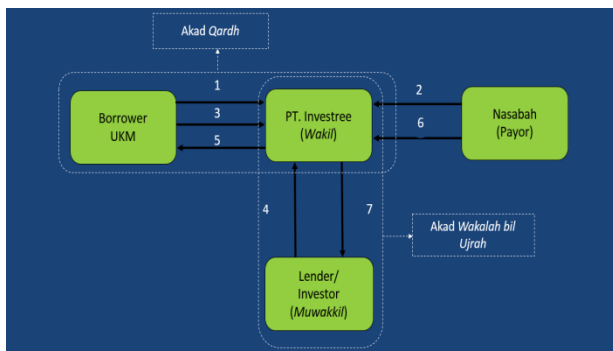 Akad Qardh
1
2
Borrower
UKM
3
5
PT. Investree
(Wakil)
6
Nasabah
(Payor)
4
7
Akad Wakalah bil
Ujrah
Lender/
Investor
(Muwakkil)